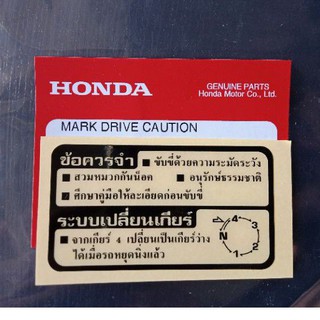 HONDA
GENUINE PARTS
Honda Motor Co., Ltd.
MARK DRIVE CAUTION
ข้อควรจำ ■ ขับขี่ด้วยความระมัดระวัง
■ สวมหมวกกันน็อค ■ อนุรักษ์ธรรมชาติ
■ ศึกษาคู่มือให้ละเอียดก่อนขับขี่
ระบบเปลี่ยนเกียร์
■ จากเกียร์ 4 เปลี่ยนเป็นเกียร์ว่าง
ได้เมื่อรถหยุดนิ่งแล้ว
4
N 3
1 2